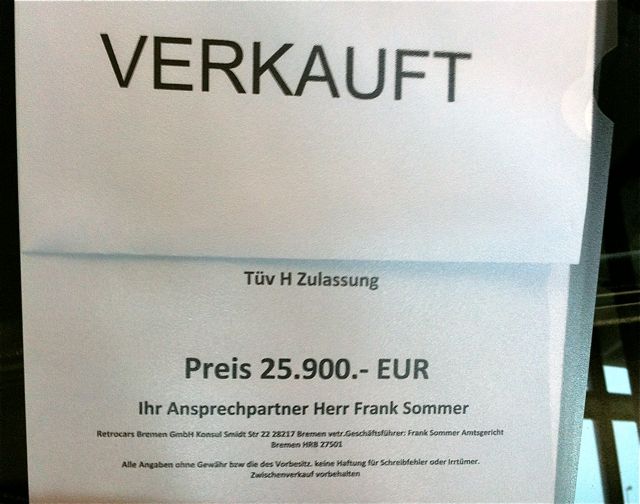 VERKAUFT
Tüv H Zulassung
Preis 25.900.- EUR
Ihr Ansprechpartner Herr Frank Sommer
Retrocars Bremen GmbH Konsul Smidt Str 22 28217 Bremen vetr.Geschäftsführer: Frank Sommer Amtsgericht
Bremen HRB 27501
Alle Angaben ohne Gewähr bzw die des Vorbesitz. keine Haftung für Schreibfehler oder Irrtümer.
Zwischenverkauf vorbehalten